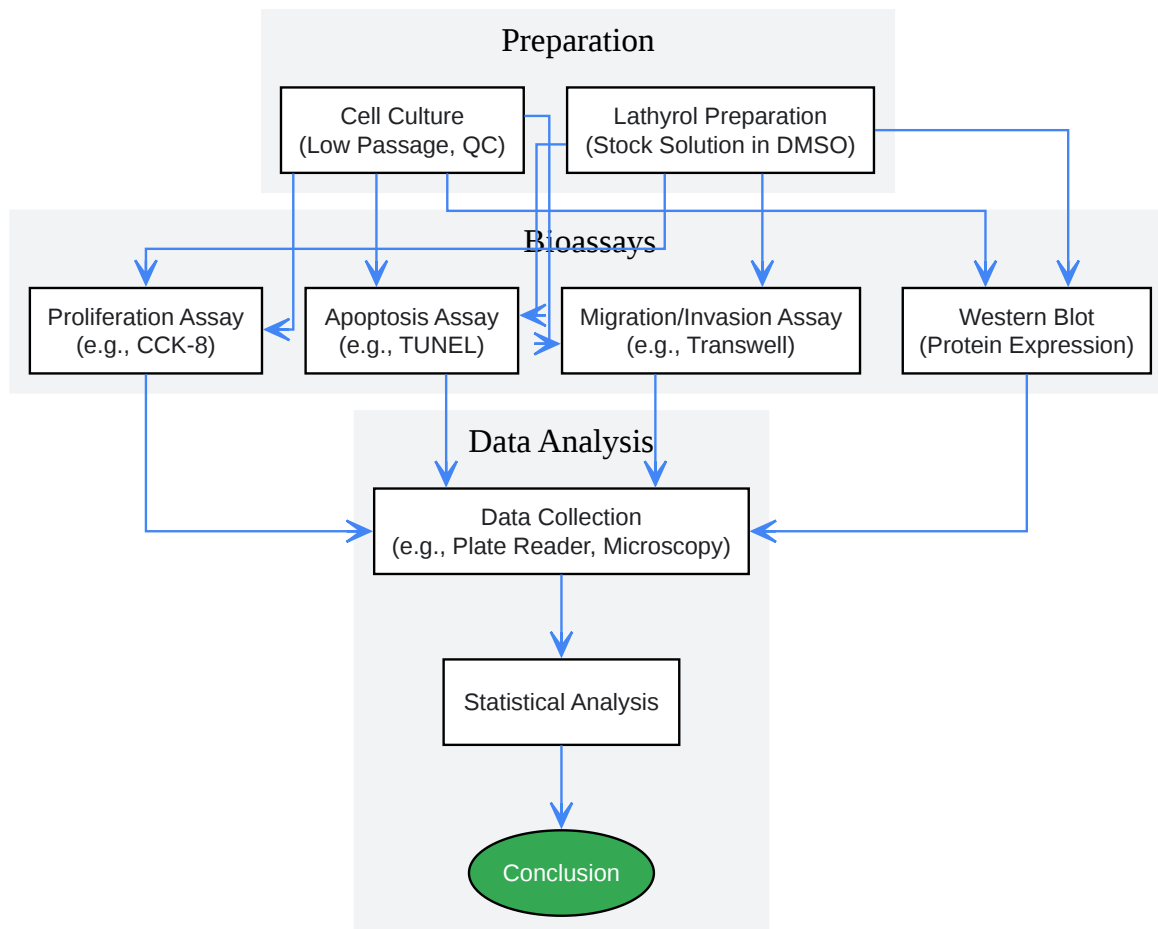 Preparation
Cell Culture
(Low Passage, QC)
Lathyrol Preparation
(Stock Solution in DMSO)
Bioassays
Proliferation Assay
(e.g., CCK-8)
Apoptosis Assay
(e.g., TUNEL)
Migration/Invasion Assay
(e.g., Transwell)
Western Blot
(Protein Expression)
Data Analysis
Data Collection
(e.g., Plate Reader, Microscopy)
Statistical Analysis
Conclusion